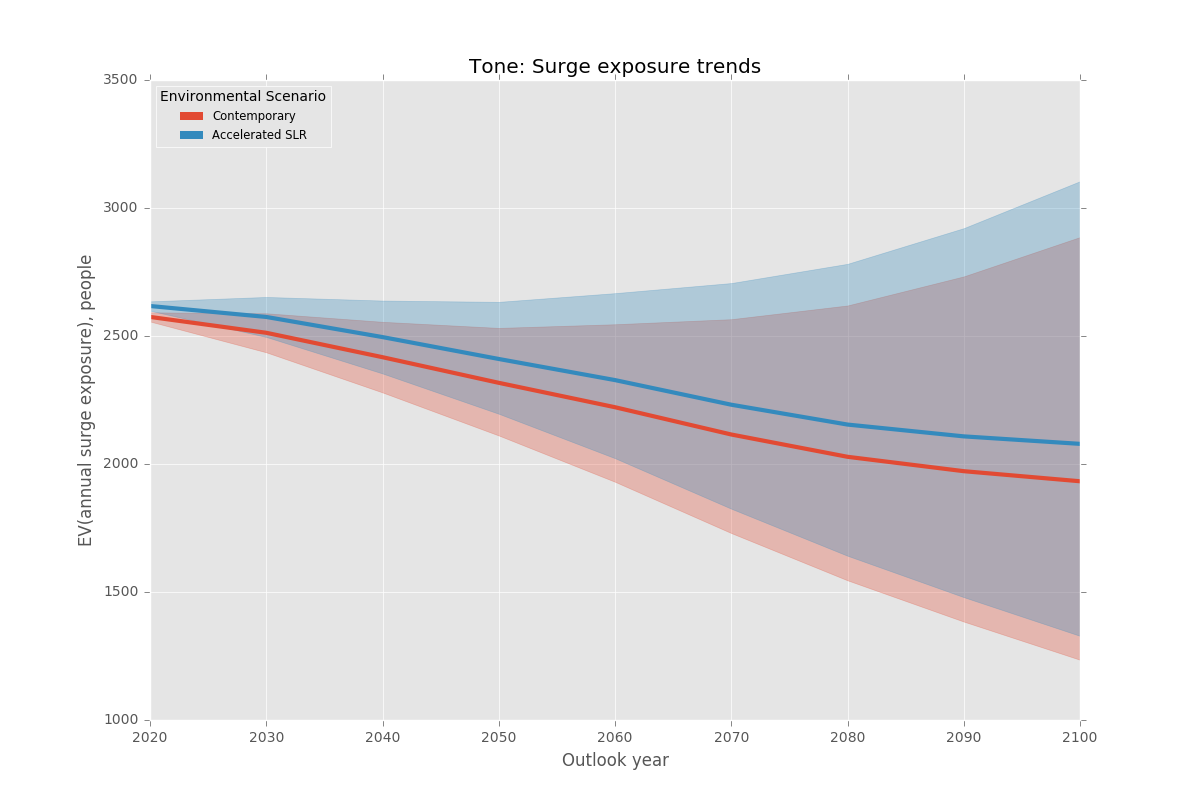 Tone: Surge exposure trends
3500
Environmental Scenario
Contemporary
Accelerated SLR
3000
2500
2000
1500
1000
EV(annual surge exposure), people
2020 2030 2040 2050 2060 2070 2080 2090 2100
Outlook year